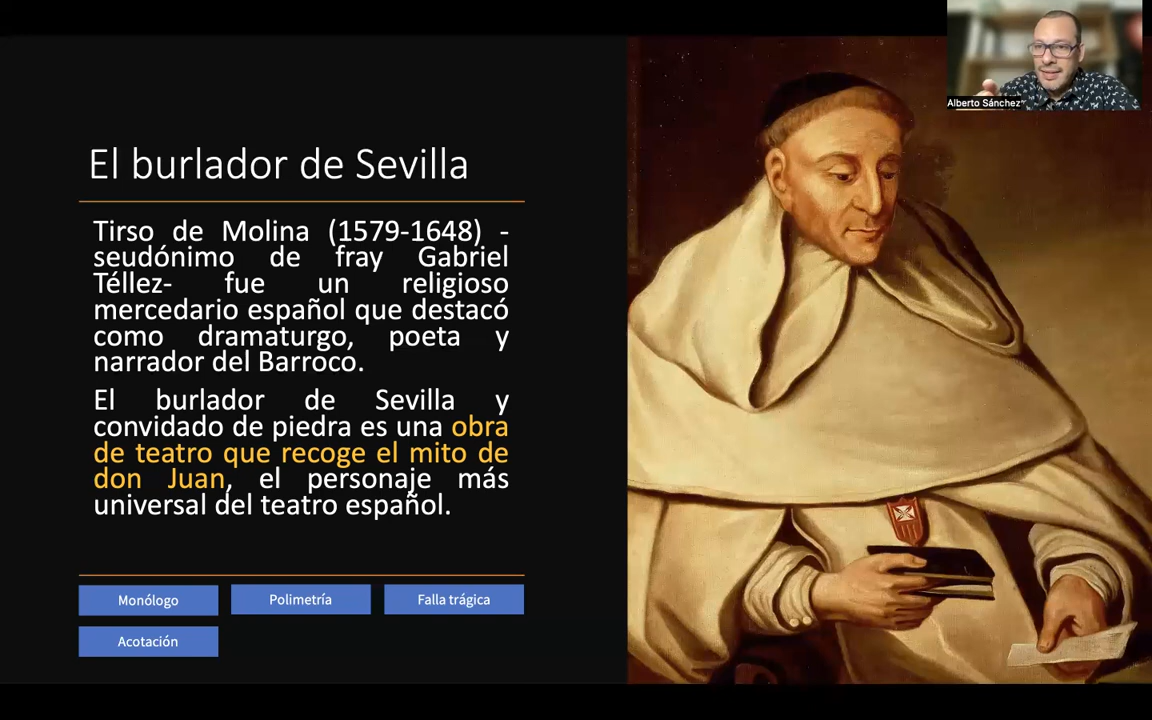 Alberto Sánchez
El burlador de Sevilla
Tirso de Molina (1579-1648) -
seudónimo de fray Gabriel
Téllez- fue un religioso
mercedario español que destacó
como dramaturgo, poeta y
narrador del Barroco.
El burlador de Sevilla y
convidado de piedra es una obra
de teatro que recoge el mito de
don Juan, el personaje más
universal del teatro español.
Monólogo
Polimetría
Falla trágica
Acotación